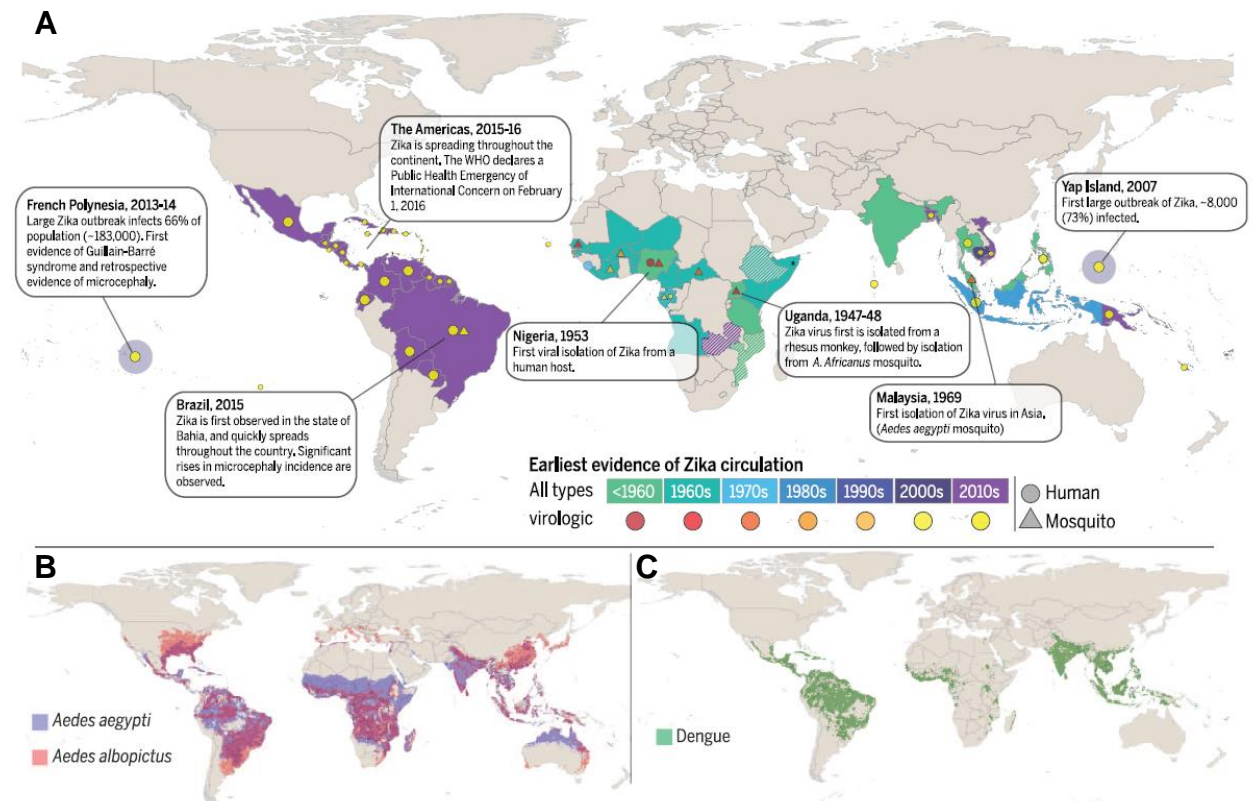 A
The Americas, 2015-16
Zika is spreading throughout the
continent. The WHO declares a
Public Health Emergency of
International Concern on February
1, 2016
French Polynesia, 2013-14
Large Zika outbreak infects 66% of
population (~183,000). First
evidence of Guillain-Barré
syndrome and retrospective
evidence of microcephaly.
Yap Island, 2007
First large outbreak of Zika, ~8,000
(73%) infected.
Nigeria, 1953
First viral isolation of Zika from a
human host.
Uganda, 1947-48
Zika virus first is isolated from a
rhesus monkey, followed by isolation
from A. Africanus mosquito.
Brazil, 2015
Zika is first observed in the state of
Bahia, and quickly spreads
throughout the country. Significant
rises in microcephaly incidence are
observed.
Malaysia, 1969
First isolation of Zika virus in Asia.
(Aedes aegypti mosquito)
Earliest evidence of Zika circulation
All types <1960 1960s 1970s 1980s 1990s 2000s 2010s Human
virologic Mosquito
B
Aedes aegypti
Aedes albopictus
C
Dengue